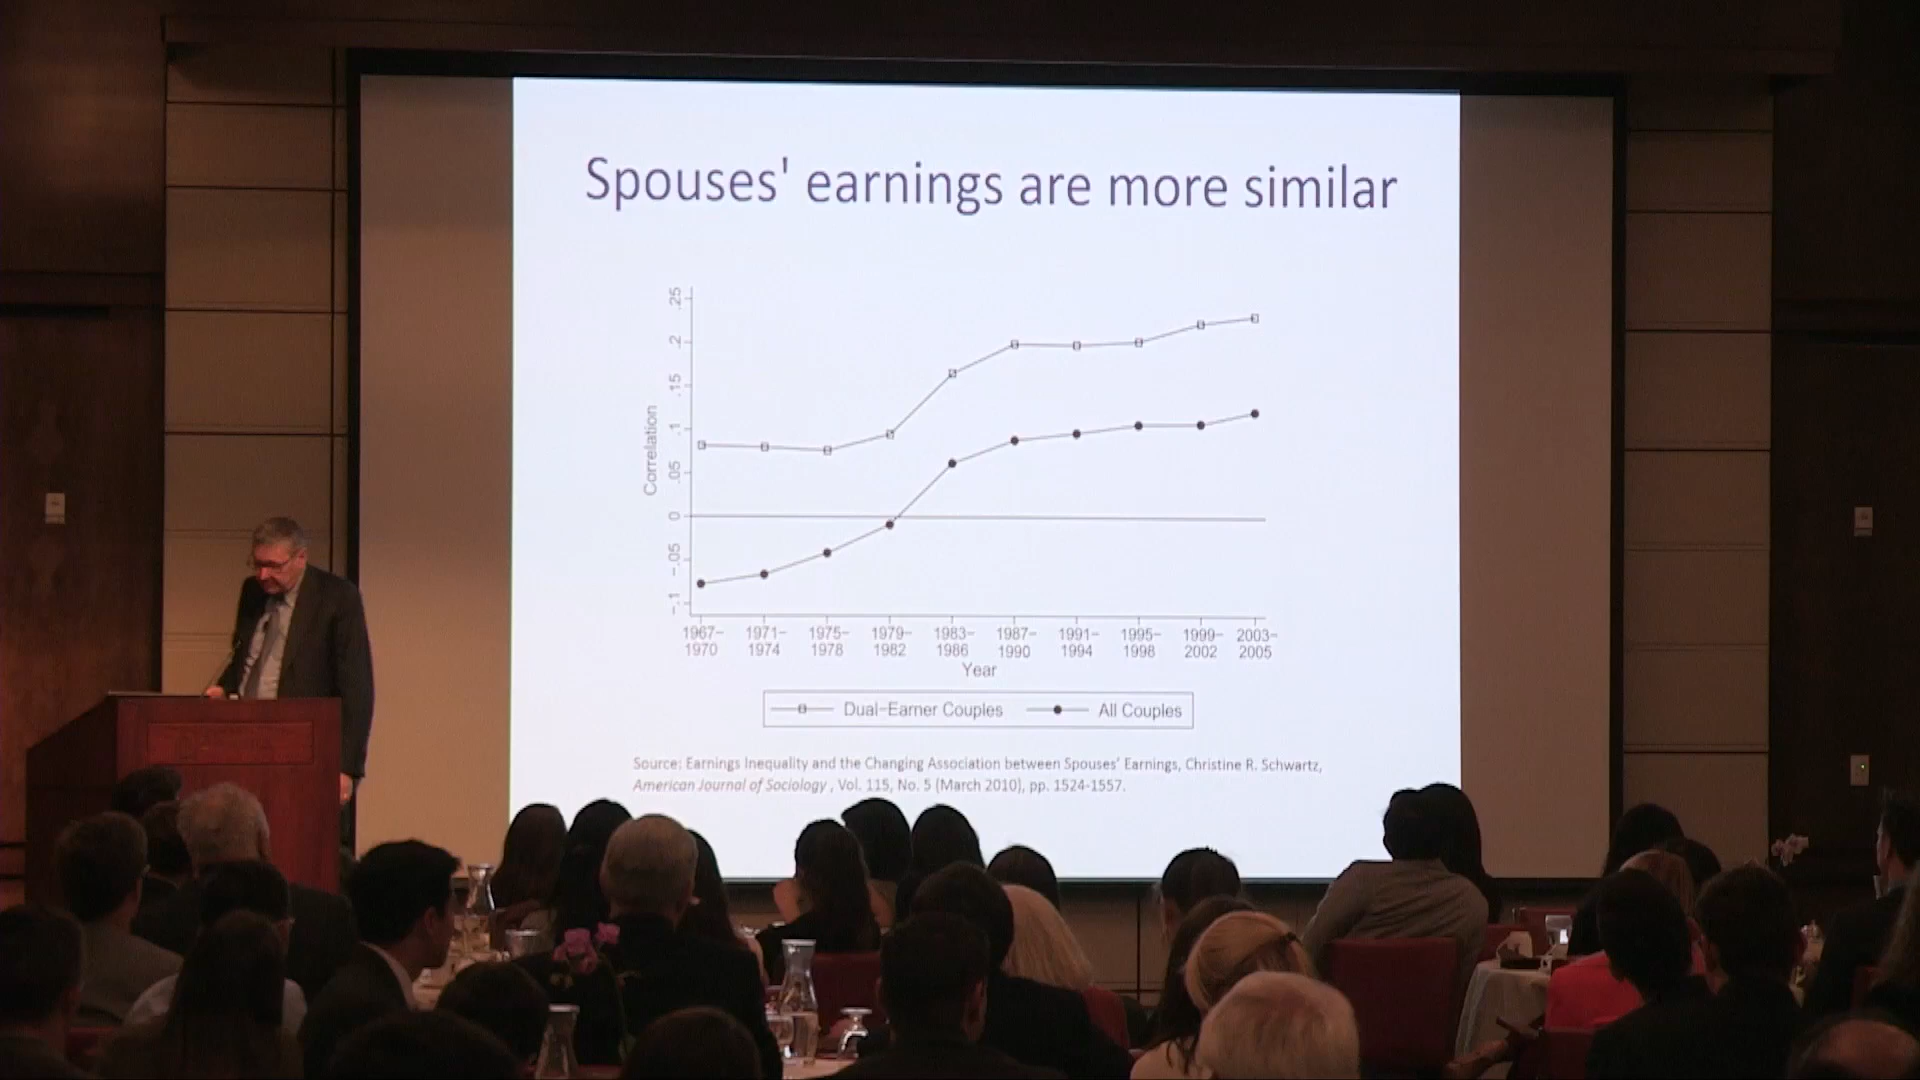 Spouses' earnings are more similar
.25
.2
.15
.1
.05
0
-.05
-.1
Correlation
1967- 1971- 1975- 1979- 1983- 1987- 1991- 1995- 1999- 2003-
1970 1974 1978 1982 1986 1990 1994 1998 2002 2005
Year
Dual-Earner Couples All Couples
Source: Earnings Inequality and the Changing Association between Spouses' Earnings, Christine R. Schwartz,
American Journal of Sociology , Vol. 115, No. 5 (March 2010), pp. 1524-1557.